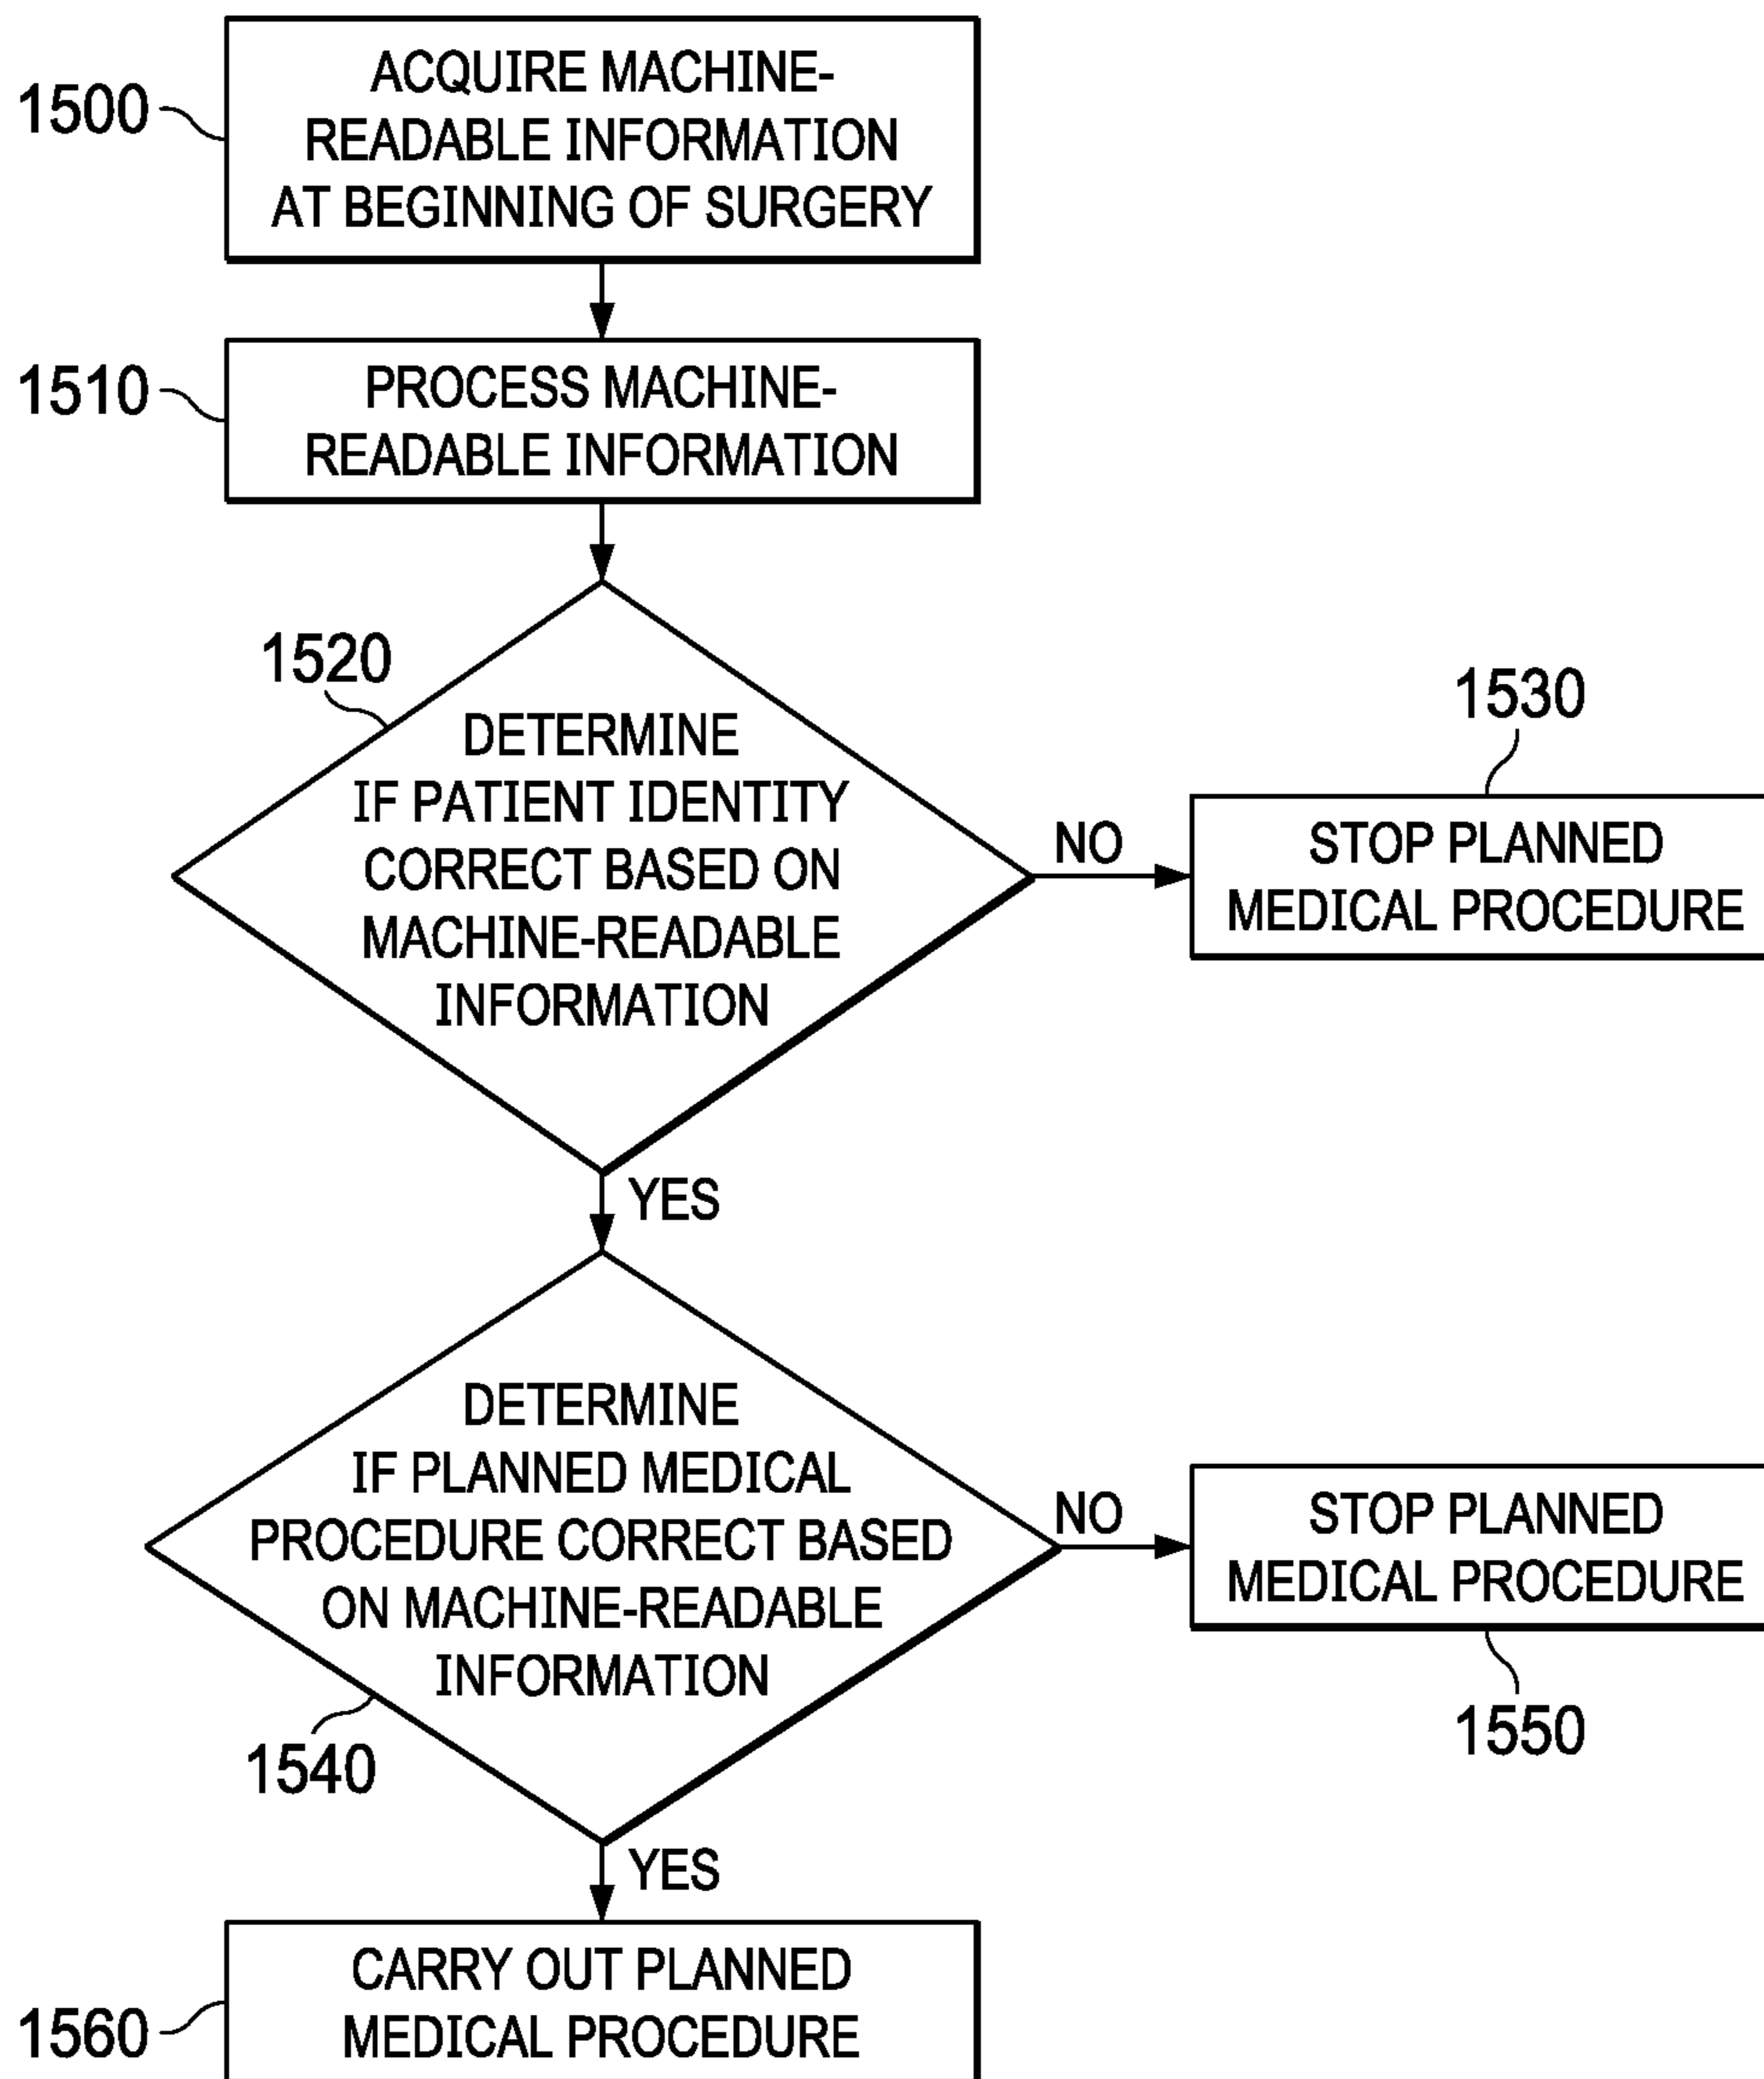 1500
ACQUIRE MACHINE-
READABLE INFORMATION
AT BEGINNING OF SURGERY
1510
PROCESS MACHINE-
READABLE INFORMATION
1520
DETERMINE
IF PATIENT IDENTITY
CORRECT BASED ON
MACHINE-READABLE
INFORMATION
NO
1530
STOP PLANNED
MEDICAL PROCEDURE
YES
DETERMINE
IF PLANNED MEDICAL
PROCEDURE CORRECT BASED
ON MACHINE-READABLE
INFORMATION
1540
NO
STOP PLANNED
MEDICAL PROCEDURE
1550
YES
CARRY OUT PLANNED
MEDICAL PROCEDURE
1560